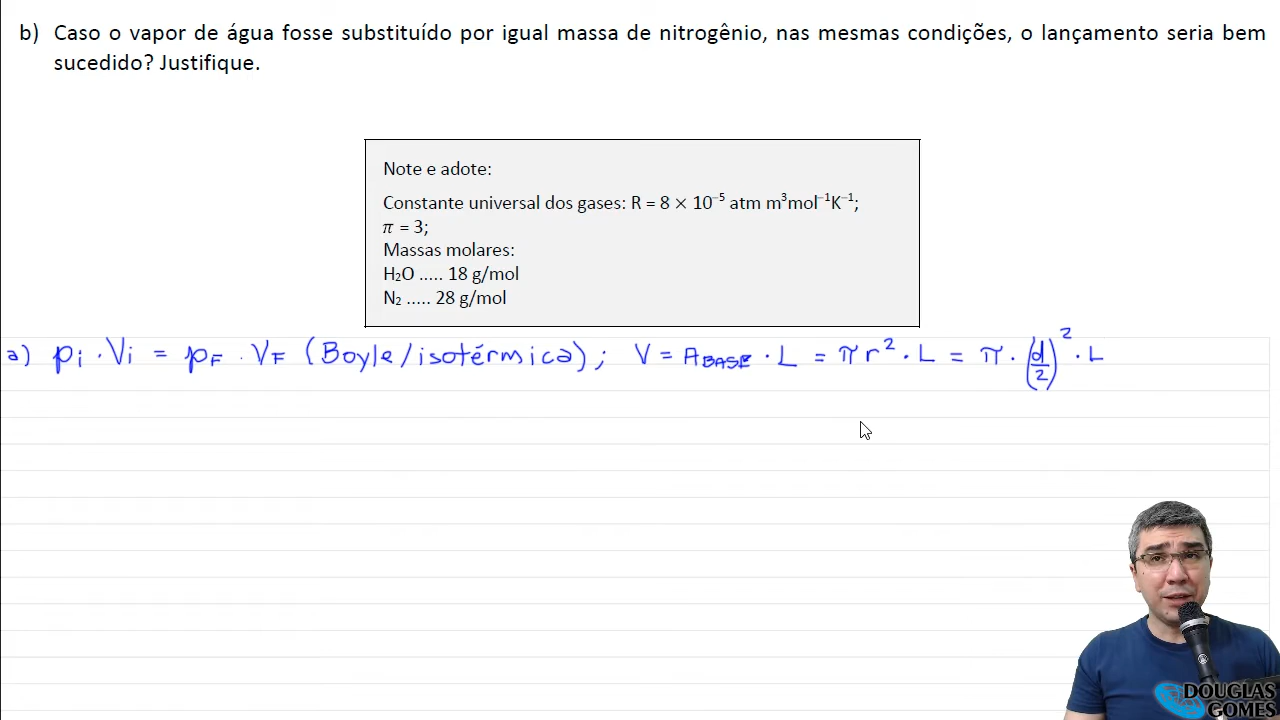 b) Caso o vapor de água fosse substituído por igual massa de nitrogênio, nas mesmas condições, o lançamento seria bem
sucedido? Justifique.
Note e adote:
Constante universal dos gases: R = 8 × 10⁻⁵ atm m³mol⁻¹K⁻¹;
π = 3;
Massas molares:
H₂O ..... 18 g/mol
N₂ ..... 28 g/mol
a) pi · Vi = pF · VF (Boyle/isotérmica); V = ABASE · L = πr² · L = π · (d/2)² · L
DOUGLAS
GOMES